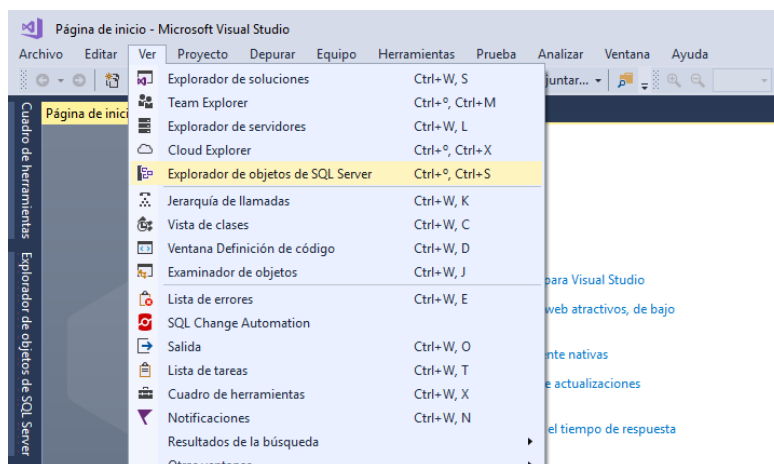 Página de inicio - Microsoft Visual Studio
Archivo Editar Ver Proyecto Depurar Equipo Herramientas Prueba Analizar Ventana Ayuda
juntar...
Cuadro de herramientas
Explorador de objetos de SQL Server
Página de inici
Explorador de soluciones Ctrl+W, S
Team Explorer Ctrl+º, Ctrl+M
Explorador de servidores Ctrl+W, L
Cloud Explorer Ctrl+º, Ctrl+X
Explorador de objetos de SQL Server Ctrl+º, Ctrl+S
Jerarquía de llamadas Ctrl+W, K
Vista de clases Ctrl+W, C
Ventana Definición de código Ctrl+W, D
Examinador de objetos Ctrl+W, J
Lista de errores Ctrl+W, E
SQL Change Automation
Salida Ctrl+W, O
Lista de tareas Ctrl+W, T
Cuadro de herramientas Ctrl+W, X
Notificaciones Ctrl+W, N
Resultados de la búsqueda
Otras ventanas
para Visual Studio
web atractivos, de bajo
nte nativas
e actualizaciones
el tiempo de respuesta